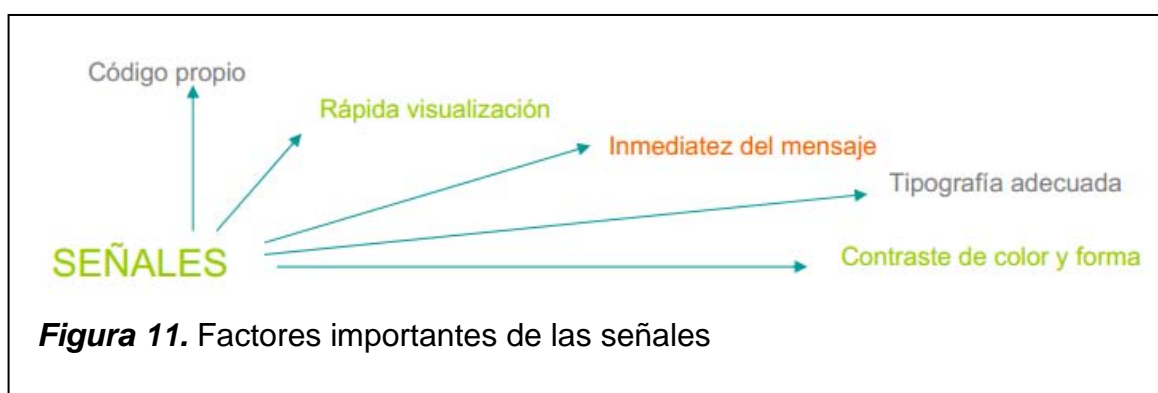 Código propio
Rápida visualización
Inmediatez del mensaje
Tipografía adecuada
Contraste de color y forma
SEÑALES
Figura 11. Factores importantes de las señales